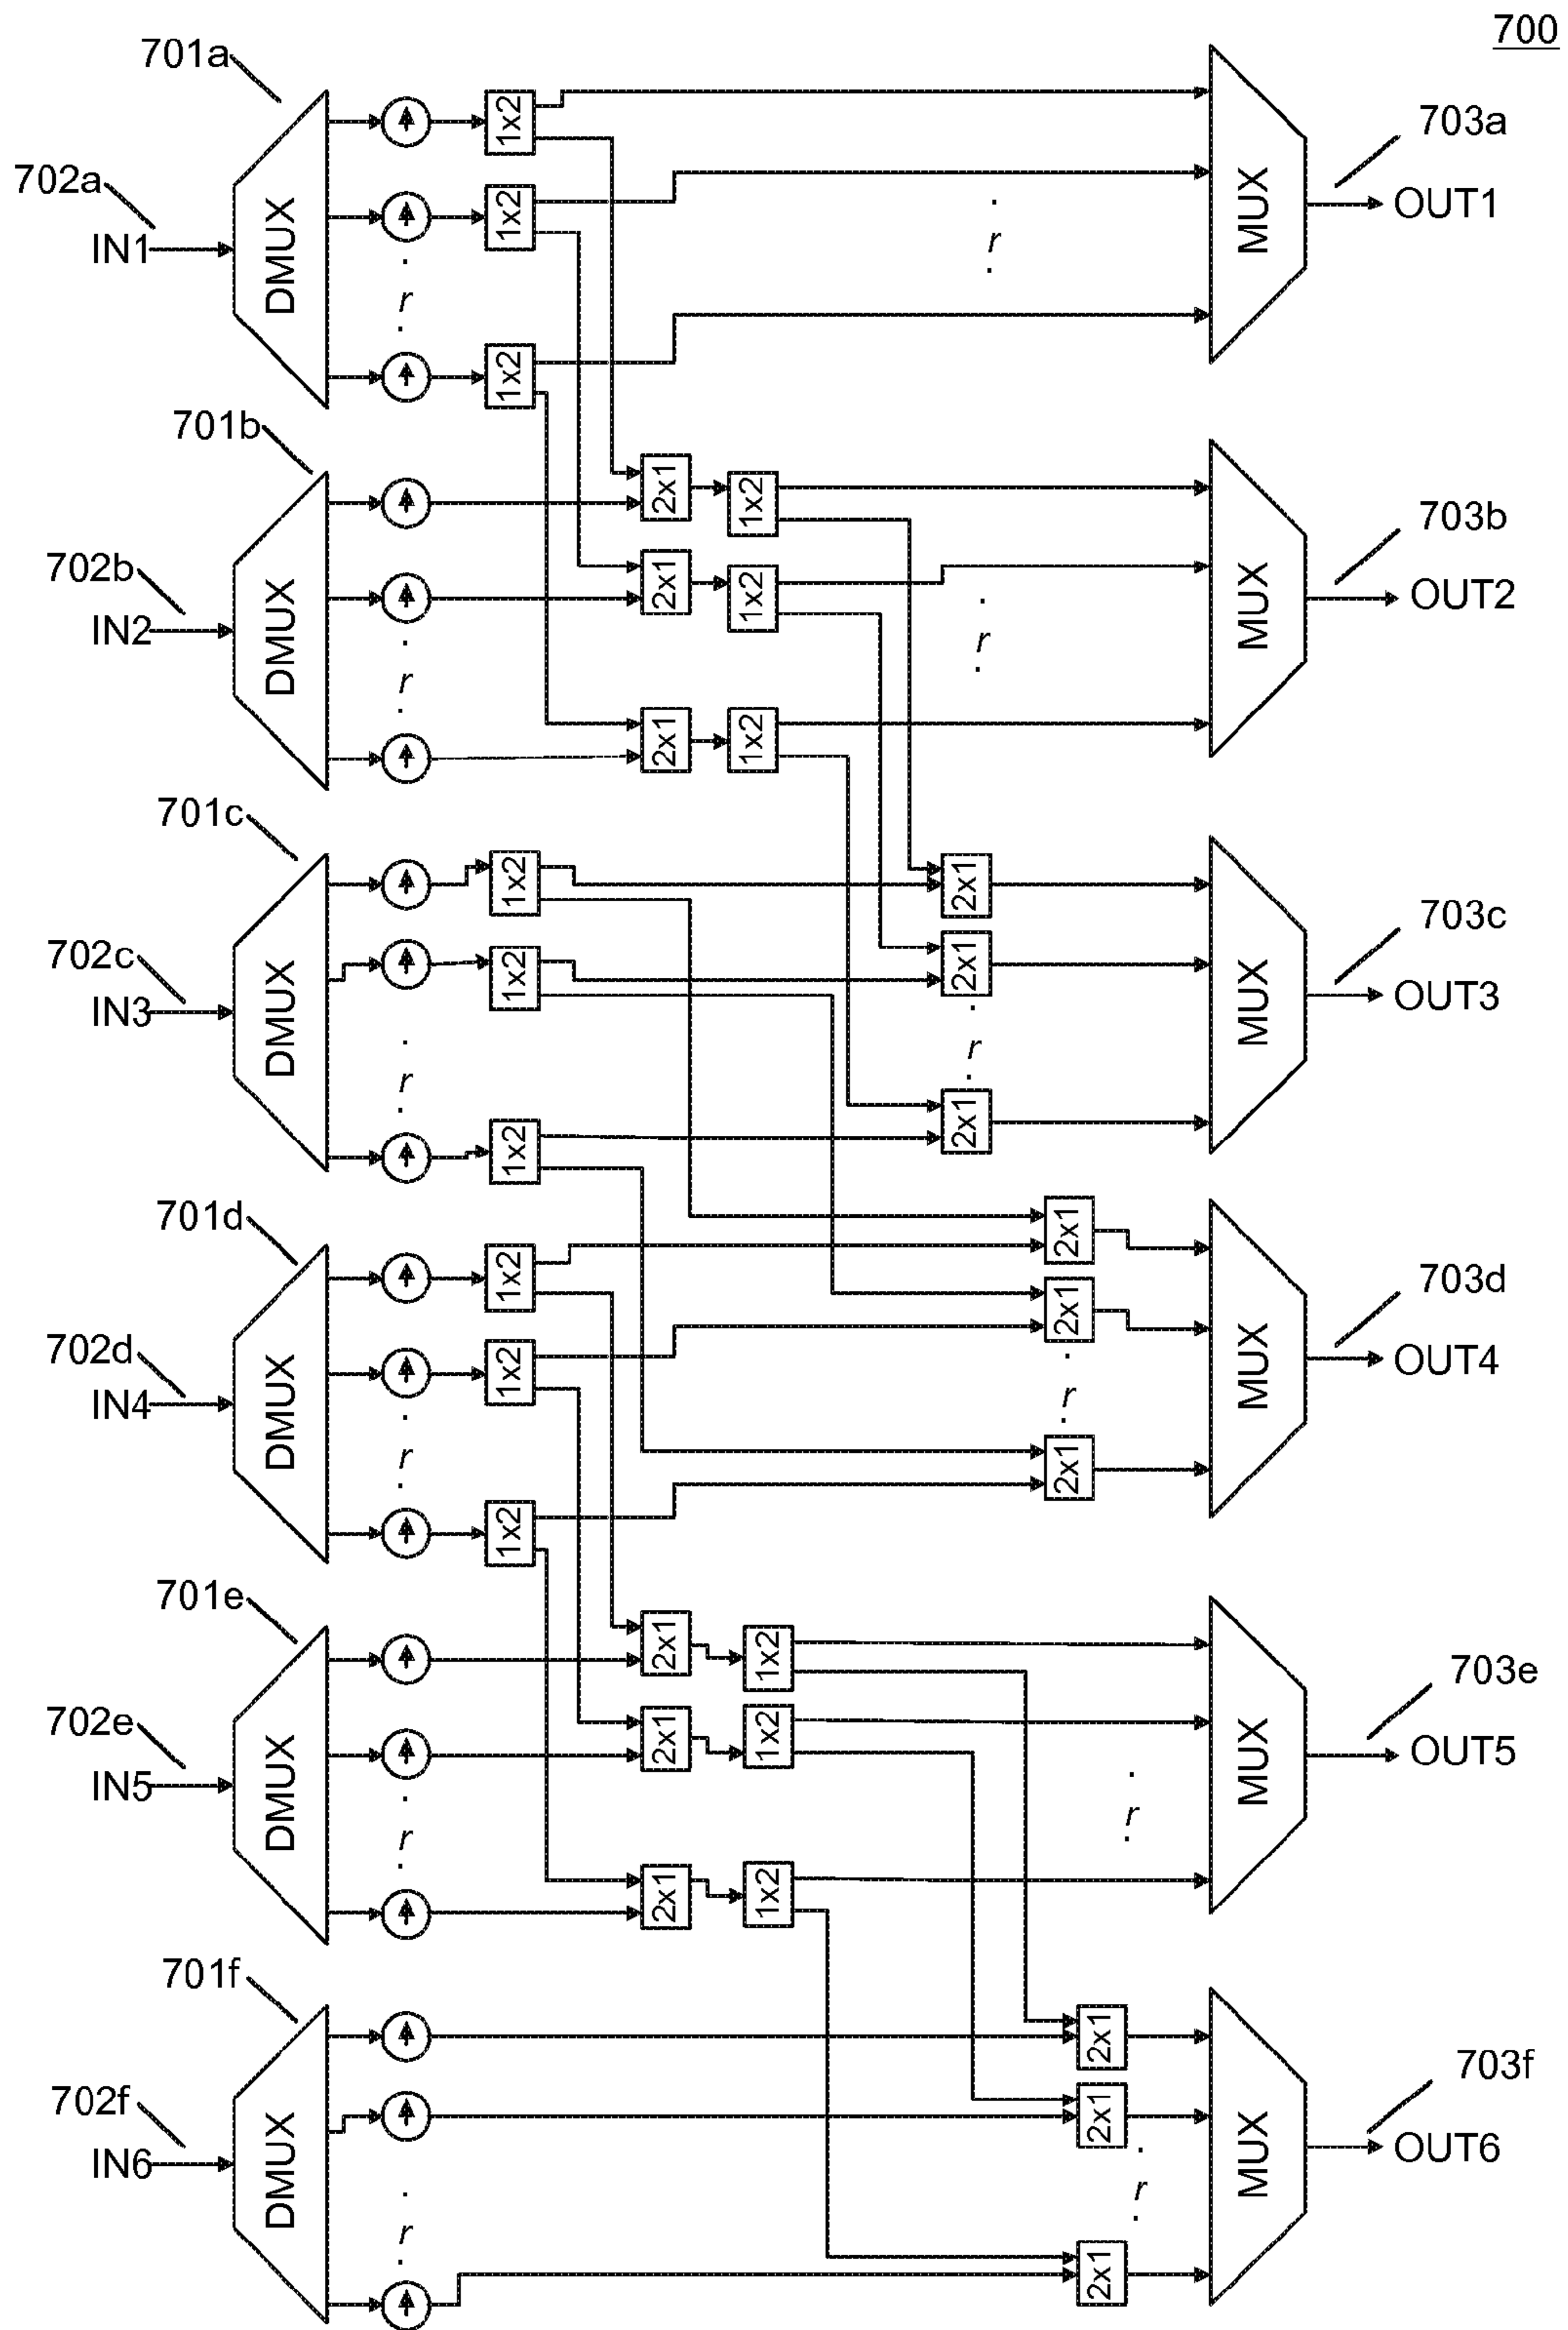 700
701a
702a
IN1
DMUX
r
1x2
1x2
1x2
r
MUX
703a
OUT1
701b
702b
IN2
DMUX
r
2x1
1x2
2x1
1x2
2x1
1x2
r
MUX
703b
OUT2
701c
702c
IN3
DMUX
r
1x2
1x2
1x2
2x1
2x1
r
2x1
MUX
703c
OUT3
701d
702d
IN4
DMUX
r
1x2
1x2
1x2
2x1
2x1
r
2x1
MUX
703d
OUT4
701e
702e
IN5
DMUX
r
2x1
1x2
2x1
1x2
2x1
1x2
r
MUX
703e
OUT5
701f
702f
IN6
DMUX
r
2x1
2x1
r
2x1
MUX
703f
OUT6